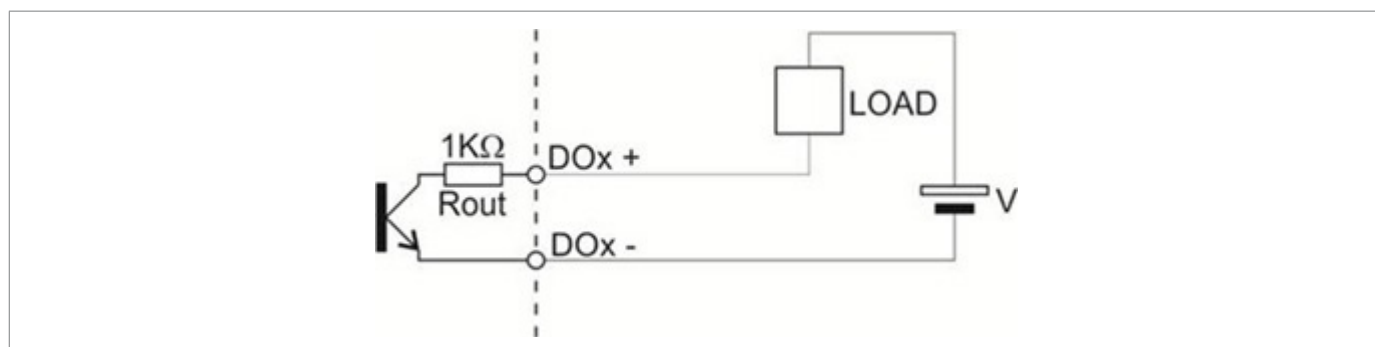 LOAD
1KΩ
DOx +
Rout
V
DOx -